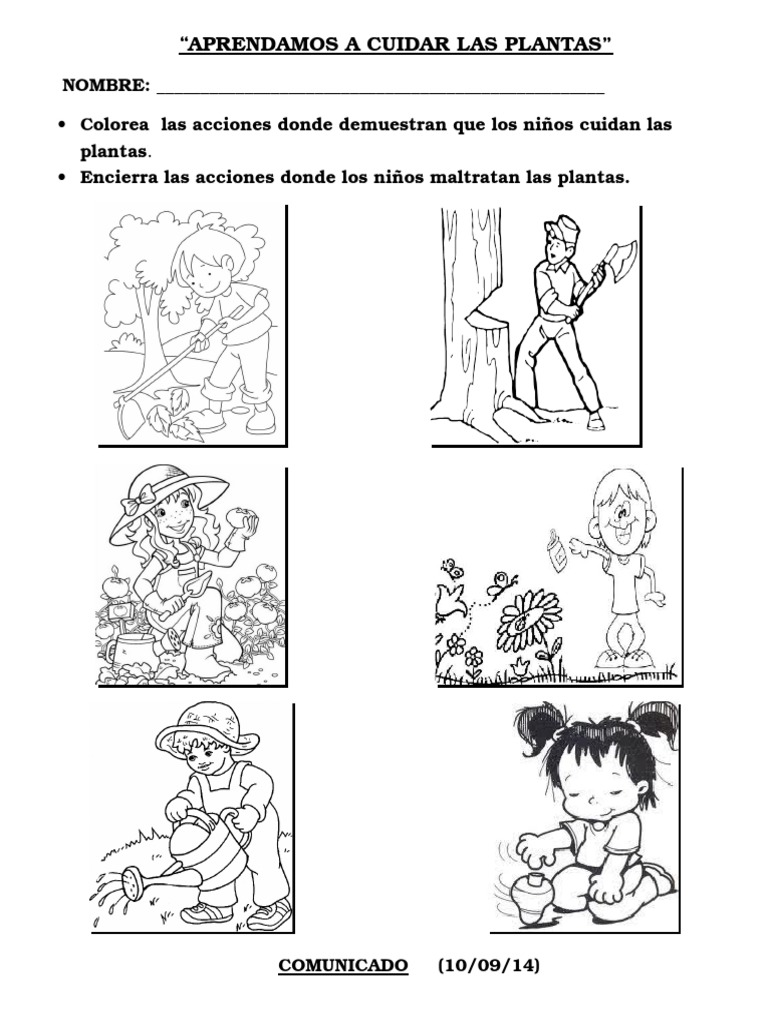 “APRENDAMOS A CUIDAR LAS PLANTAS”
NOMBRE: ___________________________________________________
• Colorea las acciones donde demuestran que los niños cuidan las
plantas.
• Encierra las acciones donde los niños maltratan las plantas.
COMUNICADO (10/09/14)